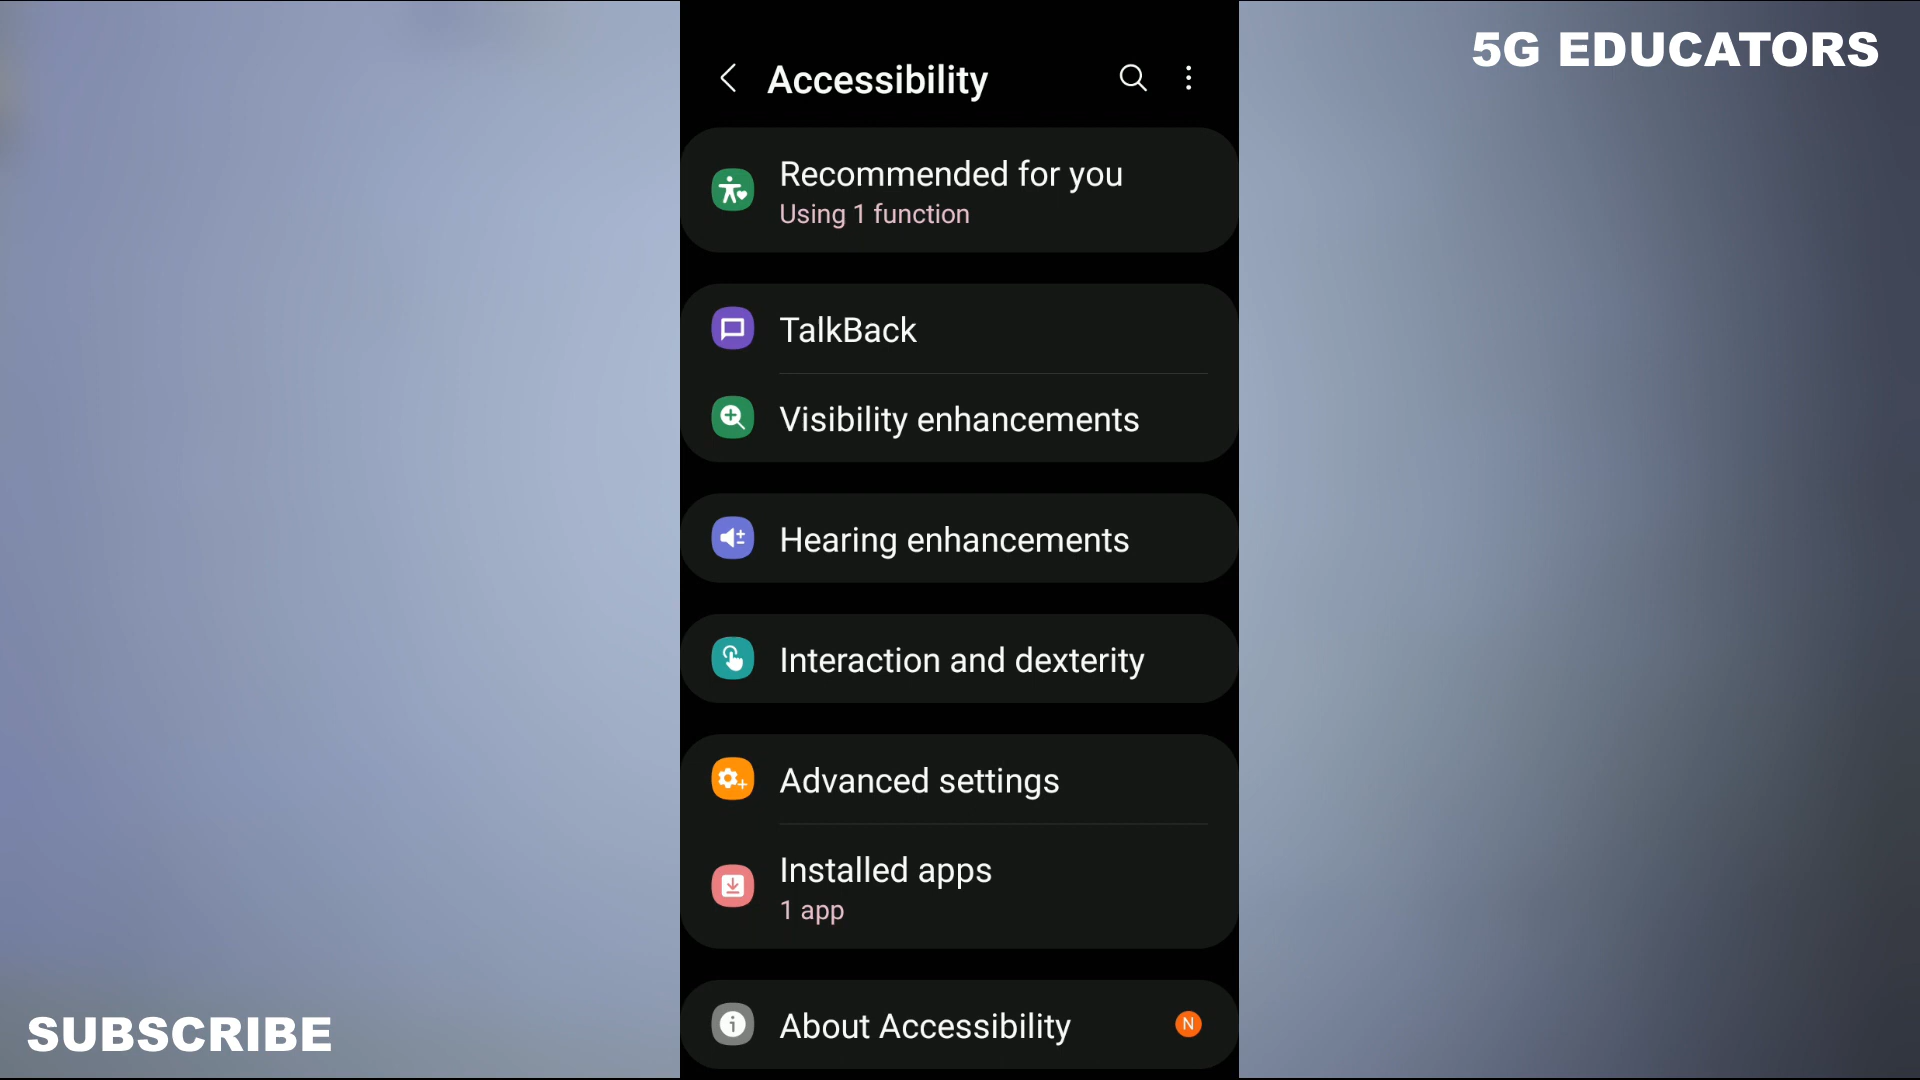 5G EDUCATORS
Accessibility
Recommended for you
Using 1 function
TalkBack
Visibility enhancements
Hearing enhancements
Interaction and dexterity
Advanced settings
Installed apps
1 app
About Accessibility
N
SUBSCRIBE